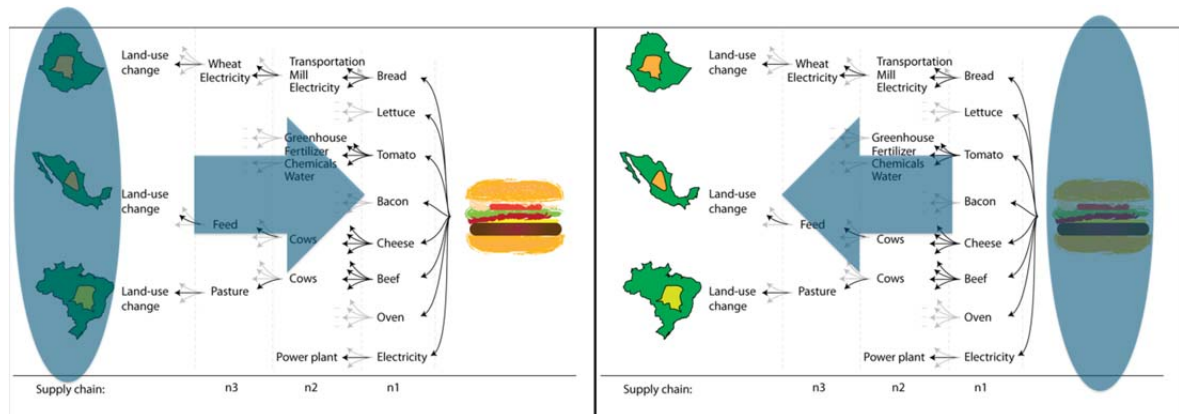 Land-use
change
Wheat
Electricity
Transportation
Mill
Electricity
Bread
Lettuce
Greenhouse
Fertilizer
Chemicals
Water
Tomato
Land-use
change
Bacon
Feed
Cows
Cheese
Land-use
change
Pasture
Cows
Beef
Oven
Power plant
Electricity
Supply chain:
n3
n2
n1
Land-use
change
Wheat
Electricity
Transportation
Mill
Electricity
Bread
Lettuce
Greenhouse
Fertilizer
Chemicals
Water
Tomato
Land-use
change
Bacon
Feed
Cows
Cheese
Land-use
change
Pasture
Cows
Beef
Oven
Power plant
Electricity
Supply chain:
n3
n2
n1